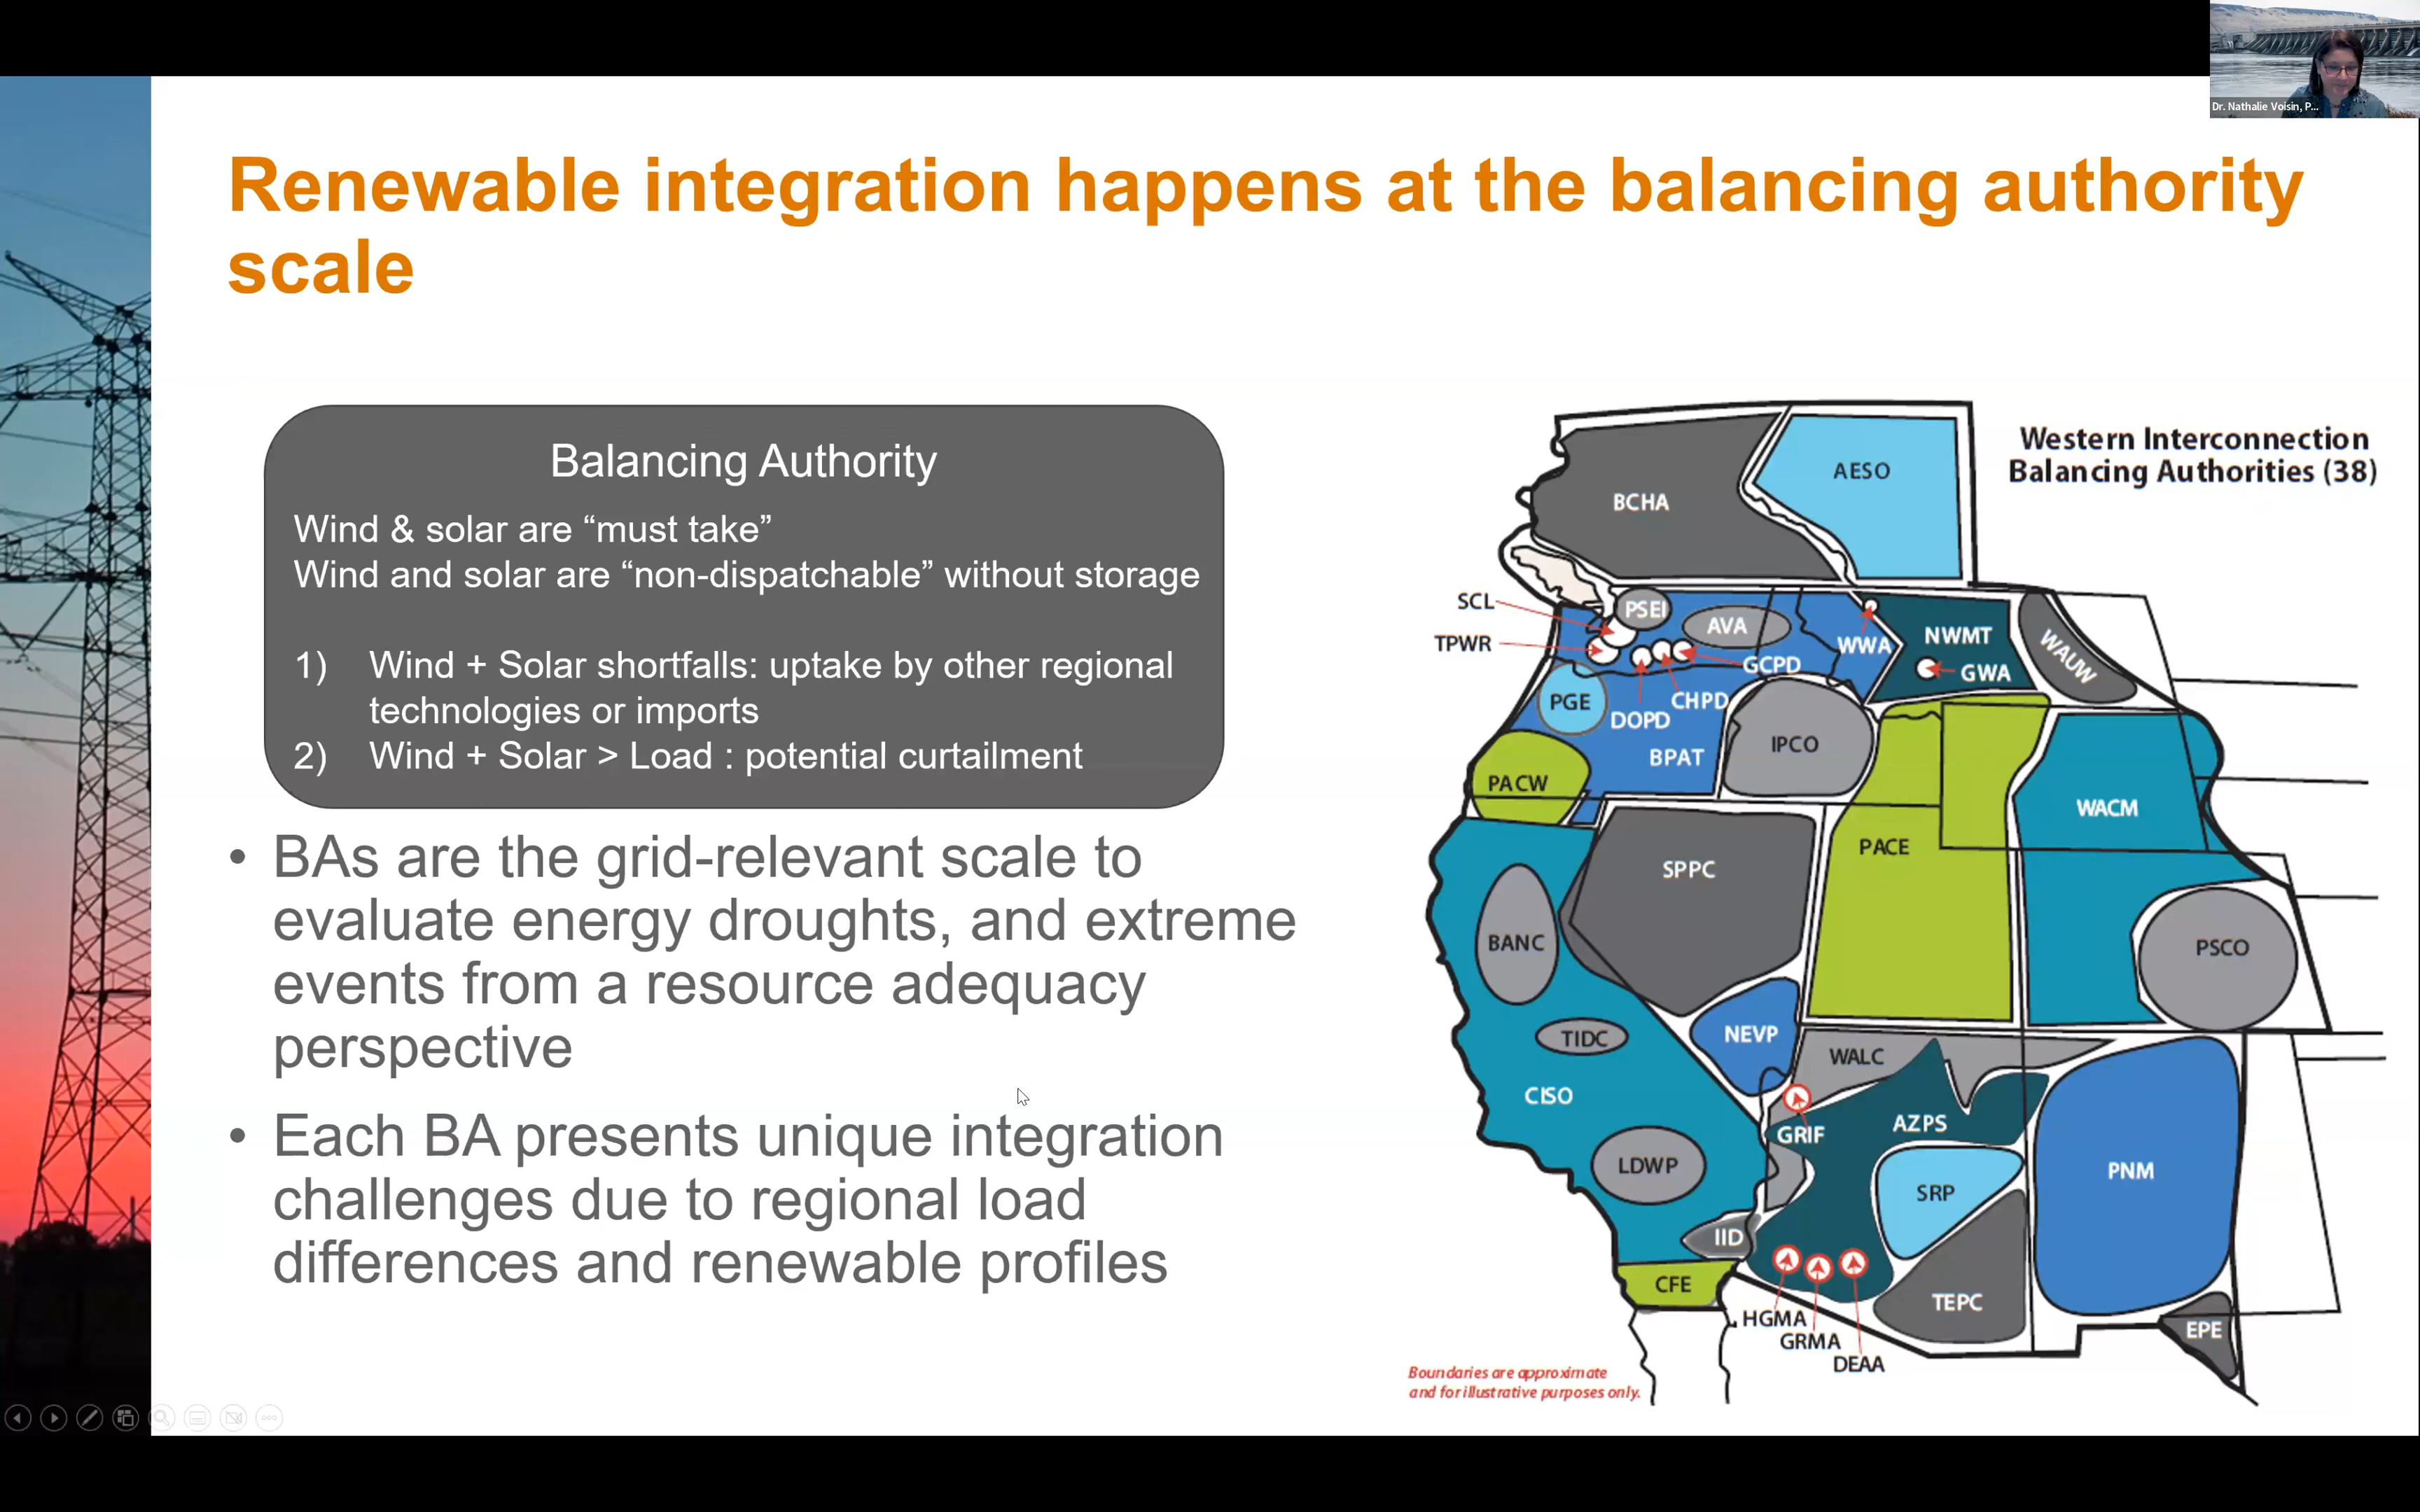 Dr. Nathalie Voisin, P...
Renewable integration happens at the balancing authority
scale
Balancing Authority
Wind & solar are “must take”
Wind and solar are “non-dispatchable” without storage
1) Wind + Solar shortfalls: uptake by other regional
technologies or imports
2) Wind + Solar > Load : potential curtailment
• BAs are the grid-relevant scale to
evaluate energy droughts, and extreme
events from a resource adequacy
perspective
• Each BA presents unique integration
challenges due to regional load
differences and renewable profiles
Western Interconnection
Balancing Authorities (38)
AESO
BCHA
SCL
PSEI
AVA
TPWR
WWA
NWMT
WAUW
GCPD
GWA
PGE
CHPD
DOPD
BPAT
IPCO
PACW
WACM
PACE
SPPC
BANC
PSCO
TIDC
NEVP
WALC
CISO
GRIF
AZPS
LDWP
SRP
PNM
IID
CFE
TEPC
HGMA
GRMA
DEAA
EPE
Boundaries are approximate
and for illustrative purposes only.